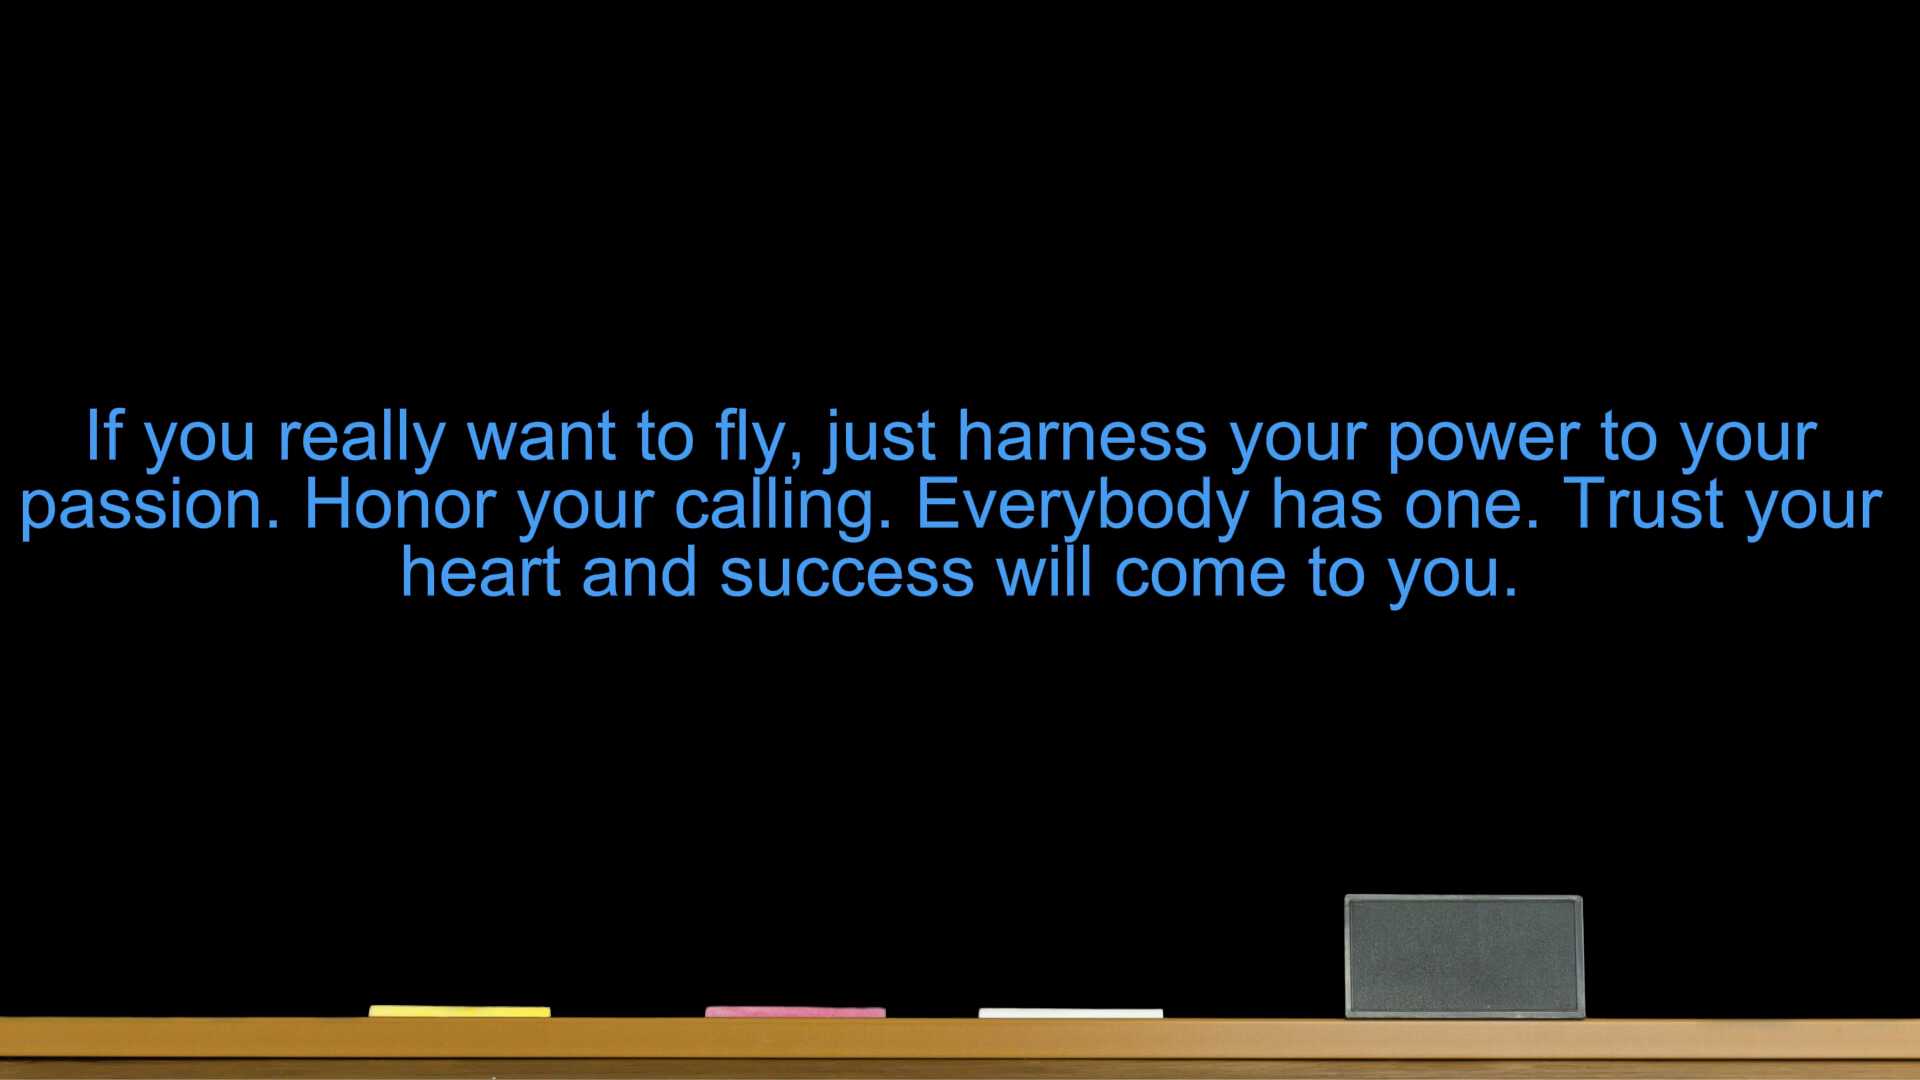 If you really want to fly, just harness your power to your
passion. Honor your calling. Everybody has one. Trust your
heart and success will come to you.